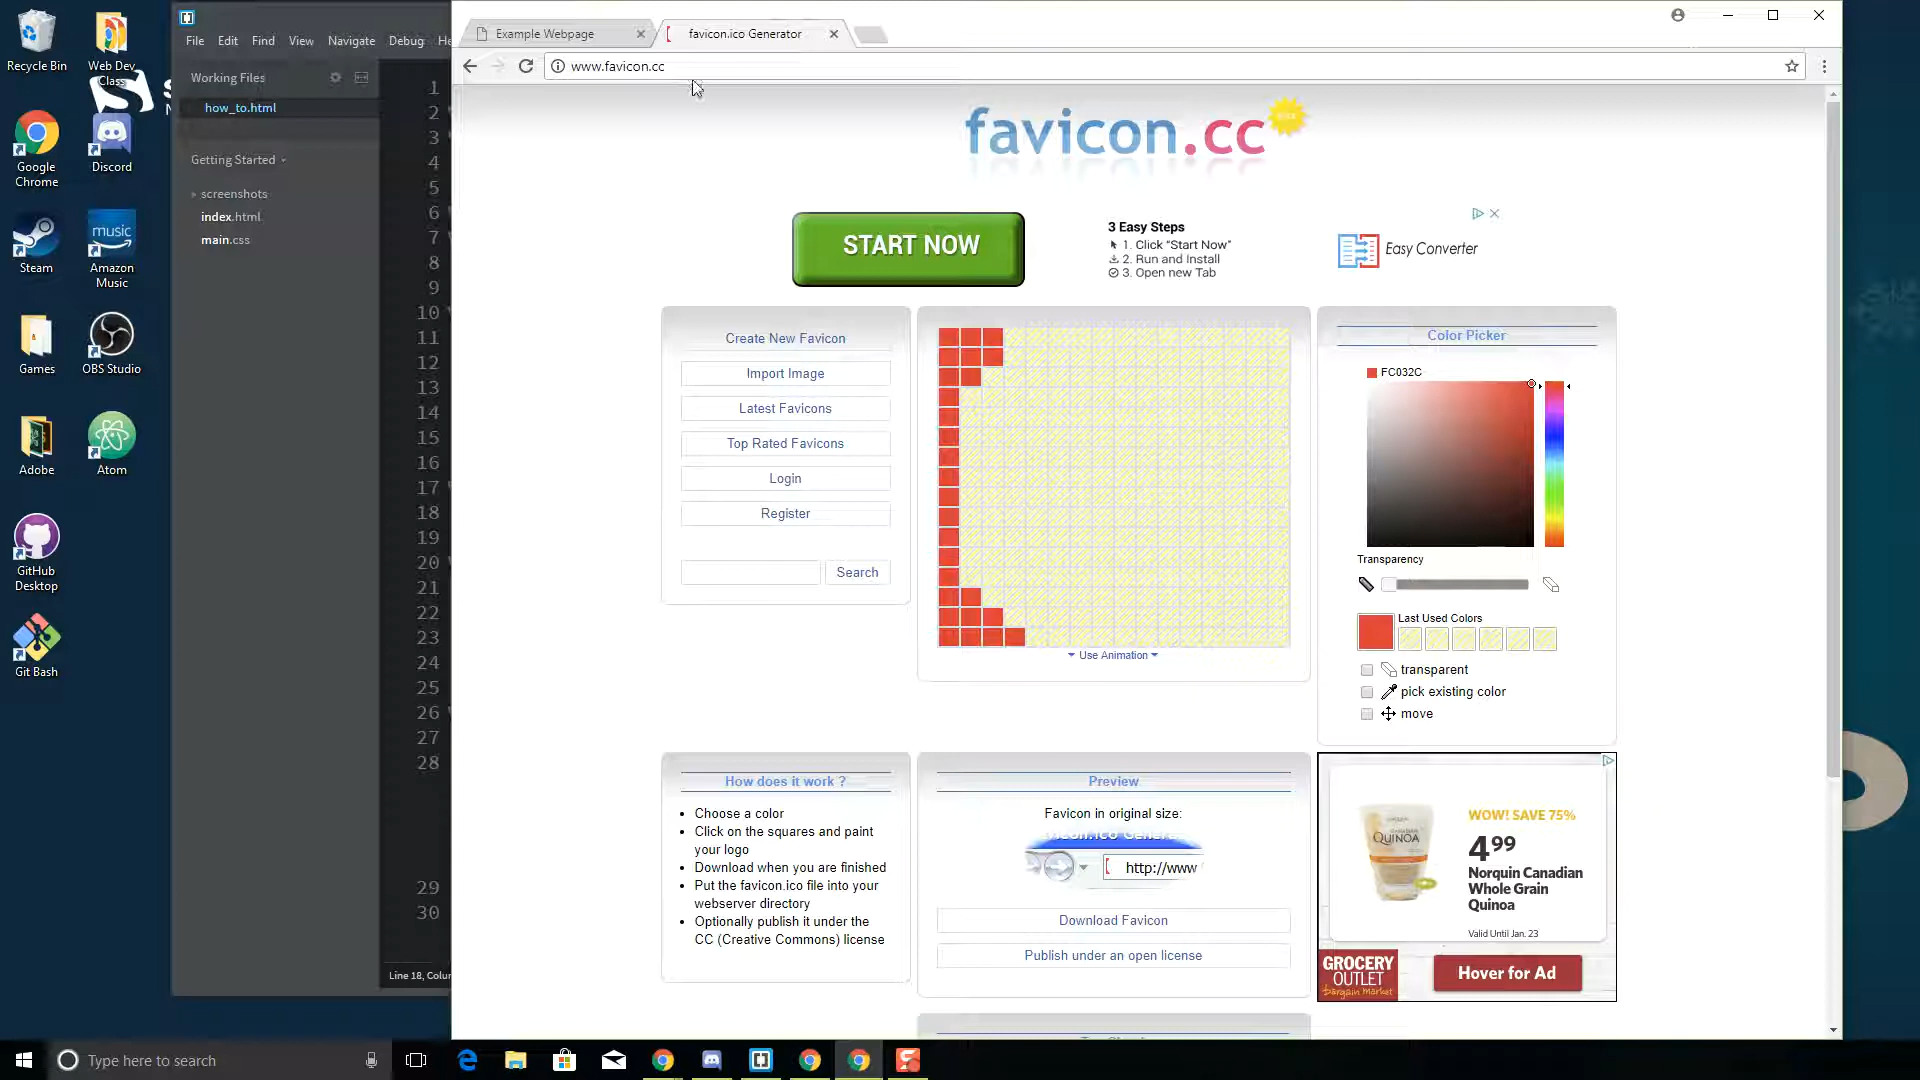 Recycle Bin
Web Dev Class
Google Chrome
Discord
Steam
Amazon Music
Games
OBS Studio
Adobe
Atom
GitHub Desktop
Git Bash
File Edit Find View Navigate Debug He
Working Files
how_to.html
Getting Started
screenshots
index.html
main.css
1
2
3
4
5
6
7
8
9
10
11
12
13
14
15
16
17
18
19
20
21
22
23
24
25
26
27
28
29
30
Line 18, Colur
Example Webpage
favicon.ico Generator
www.favicon.cc
favicon.cc
START NOW
3 Easy Steps
1. Click “Start Now”
2. Run and Install
3. Open new Tab
Easy Converter
Create New Favicon
Import Image
Latest Favicons
Top Rated Favicons
Login
Register
Search
Use Animation
Color Picker
FC032C
Transparency
Last Used Colors
transparent
pick existing color
move
How does it work ?
Choose a color
Click on the squares and paint
your logo
Download when you are finished
Put the favicon.ico file into your
webserver directory
Optionally publish it under the
CC (Creative Commons) license
Preview
Favicon in original size:
http://www
Download Favicon
Publish under an open license
QUINOA
WOW! SAVE 75%
4 99
Norquin Canadian
Whole Grain
Quinoa
Valid Until Jan. 23
GROCERY
OUTLET
bargain market
Hover for Ad
Type here to search